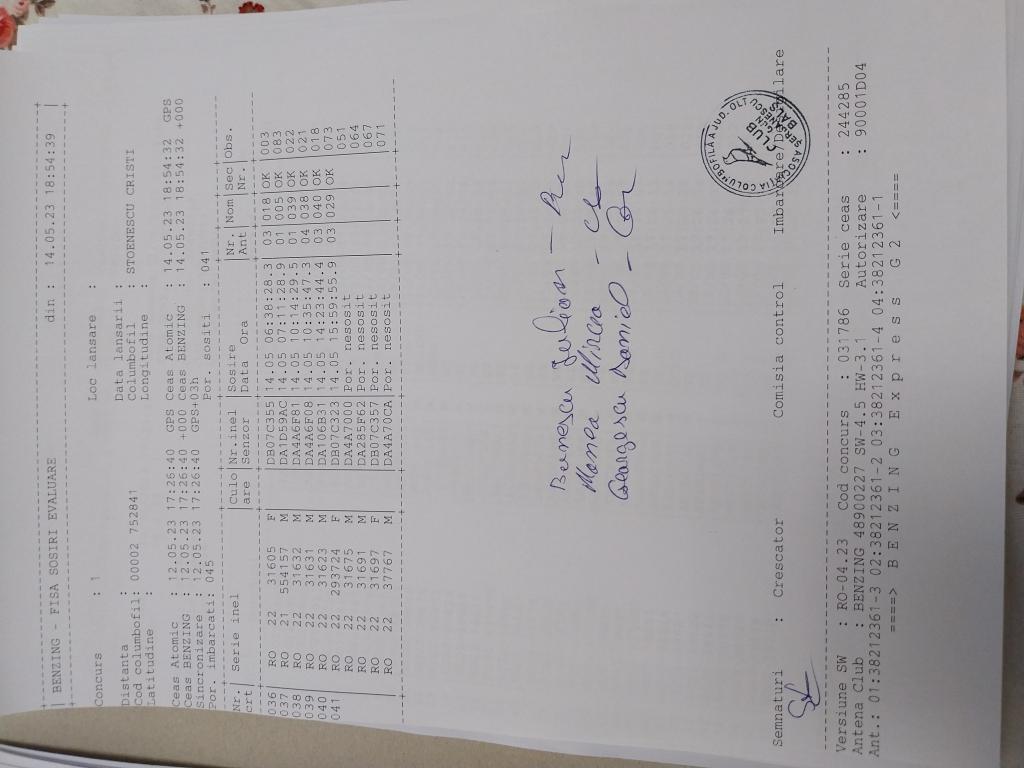 BENZING - FISA SOSIRI EVALUARE din : 14.05.23 18:54:39
Concurs : 1 Loc lansare :
Distanta : Data lansarii :
Cod columbofil: 00002 752841 Columbofil : STOENESCU CRISTI
Latitudine : Longitudine :
Ceas Atomic : 12.05.23 17:26:40 GPS Ceas Atomic : 14.05.23 18:54:32 GPS
Ceas BENZING : 12.05.23 17:26:40 +000 Ceas BENZING : 14.05.23 18:54:32 +000
Sincronizare : 12.05.23 17:26:40 GPS+03h
Por. imbarcati: 045 Por. sositi : 041
Nr. | Serie inel |Culo|Nr.inel |Sosire |Nr |Nom|Sec|Obs.
crt| |are |Senzor |Data Ora |Ant| |Nr.|
036 RO 22 31605 F DB07C355 14.05 06:38:28.3 03 018 OK 003
037 RO 21 554157 M DA1D59AC 14.05 07:11:28.9 01 005 OK 083
038 RO 22 31632 M DA4A6F81 14.05 10:14:29.5 01 039 OK 022
039 RO 22 31631 M DA4A6F08 14.05 10:35:47.3 04 038 OK 021
040 RO 22 31623 M DA106B31 14.05 14:23:44.4 03 040 OK 018
041 RO 22 293724 F DB07C323 14.05 15:59:55.9 03 029 OK 073
RO 22 31675 M DA4A7000 Por. nesosit 051
RO 22 31691 M DA285F62 Por. nesosit 064
RO 22 31697 F DB07C357 Por. nesosit 067
RO 22 37767 M DA4A70CA Por. nesosit 071
Manea Mircea
Georgescu Daniel
ASOCIATIA COLUMBOFILA JUD. OLT
CLUB
BALS
Semnaturi : Crescator Comisia control Imbarcare Desigilare
Versiune SW : RO-04.23 Cod concurs : 031786 Serie ceas : 244285
Antena Club : BENZING 48900227 SW-4.5 HW-3.1 Autorizare : 90001D04
Ant.: 01:38212361-3 02:38212361-2 03:38212361-4 04:38212361-1
====> B E N Z I N G E x p r e s s G 2 <====